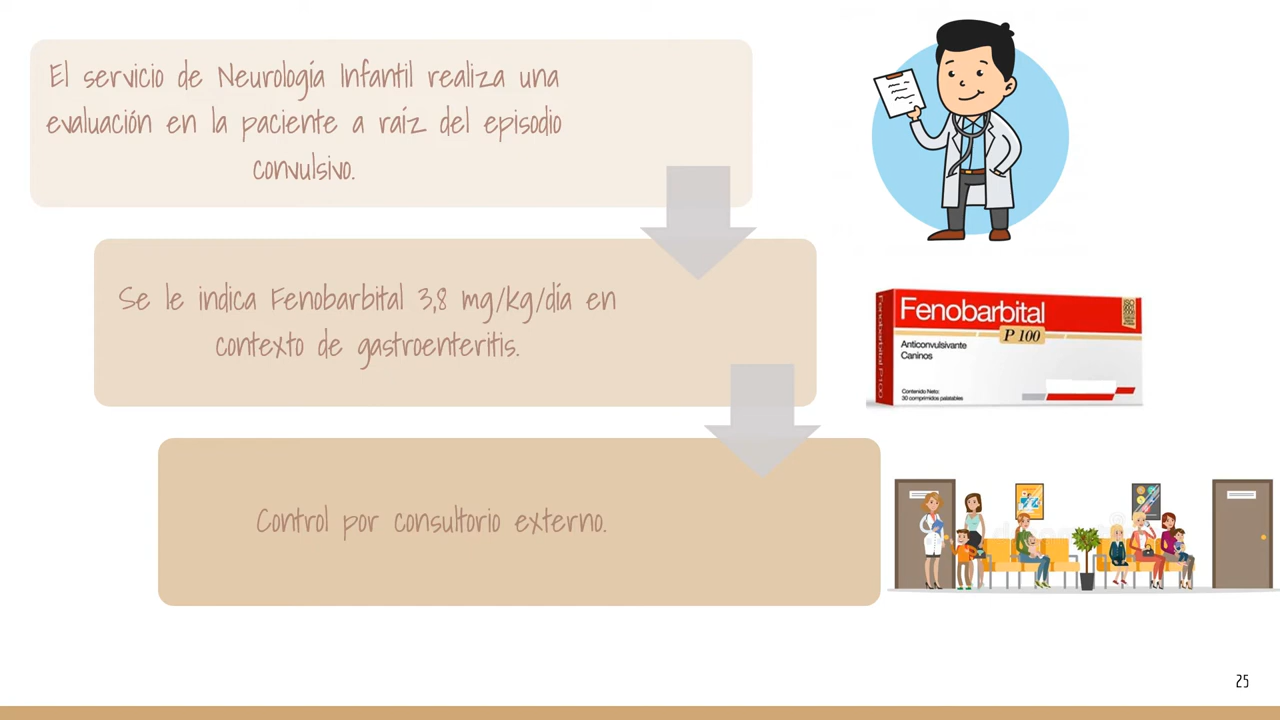 El servicio de Neurología Infantil realiza una
evaluación en la paciente a raíz del episodio
convulsivo.
Se le indica Fenobarbital 3,8 mg/kg/día en
contexto de gastroenteritis.
Fenobarbital
P 100
Anticonvulsivante
Caninos
Contenido Neto:
30 comprimidos palatables
Fenobarbital P 100
Control por consultorio externo.
25